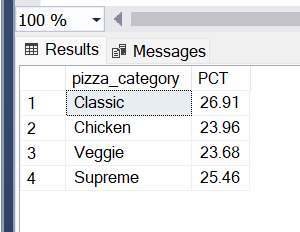 100 %
Results Messages
pizza_category PCT
1 Classic 26.91
2 Chicken 23.96
3 Veggie 23.68
4 Supreme 25.46